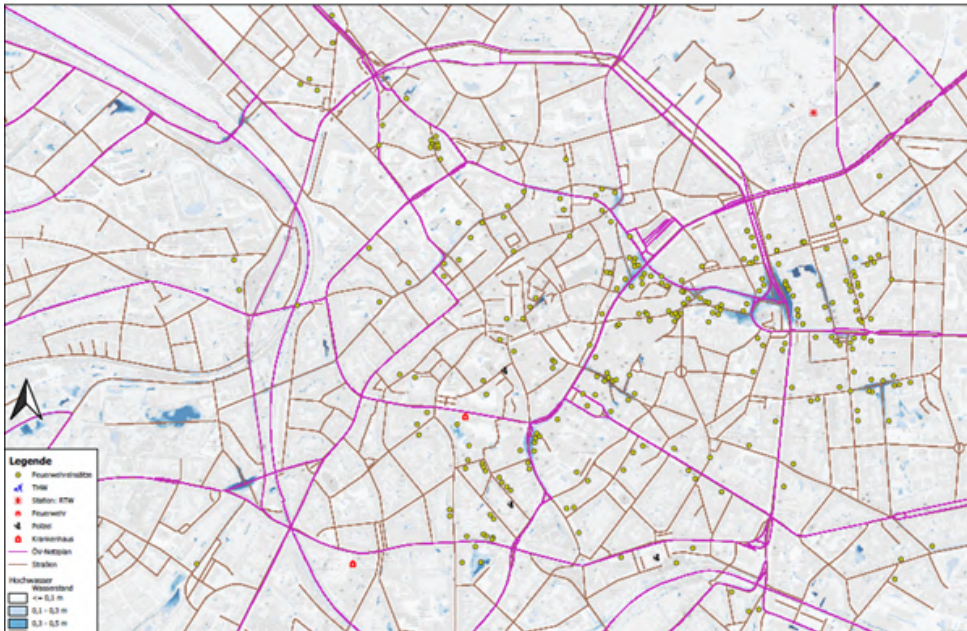 Legende
Feuerwehreinsätze
THW
Station: RTW
Feuerwehr
Polizei
Krankenhaus
ÖV-Netzplan
Straßen
Hochwasser
Wasserstand
<= 0,1 m
0,1 - 0,3 m
0,3 - 0,5 m